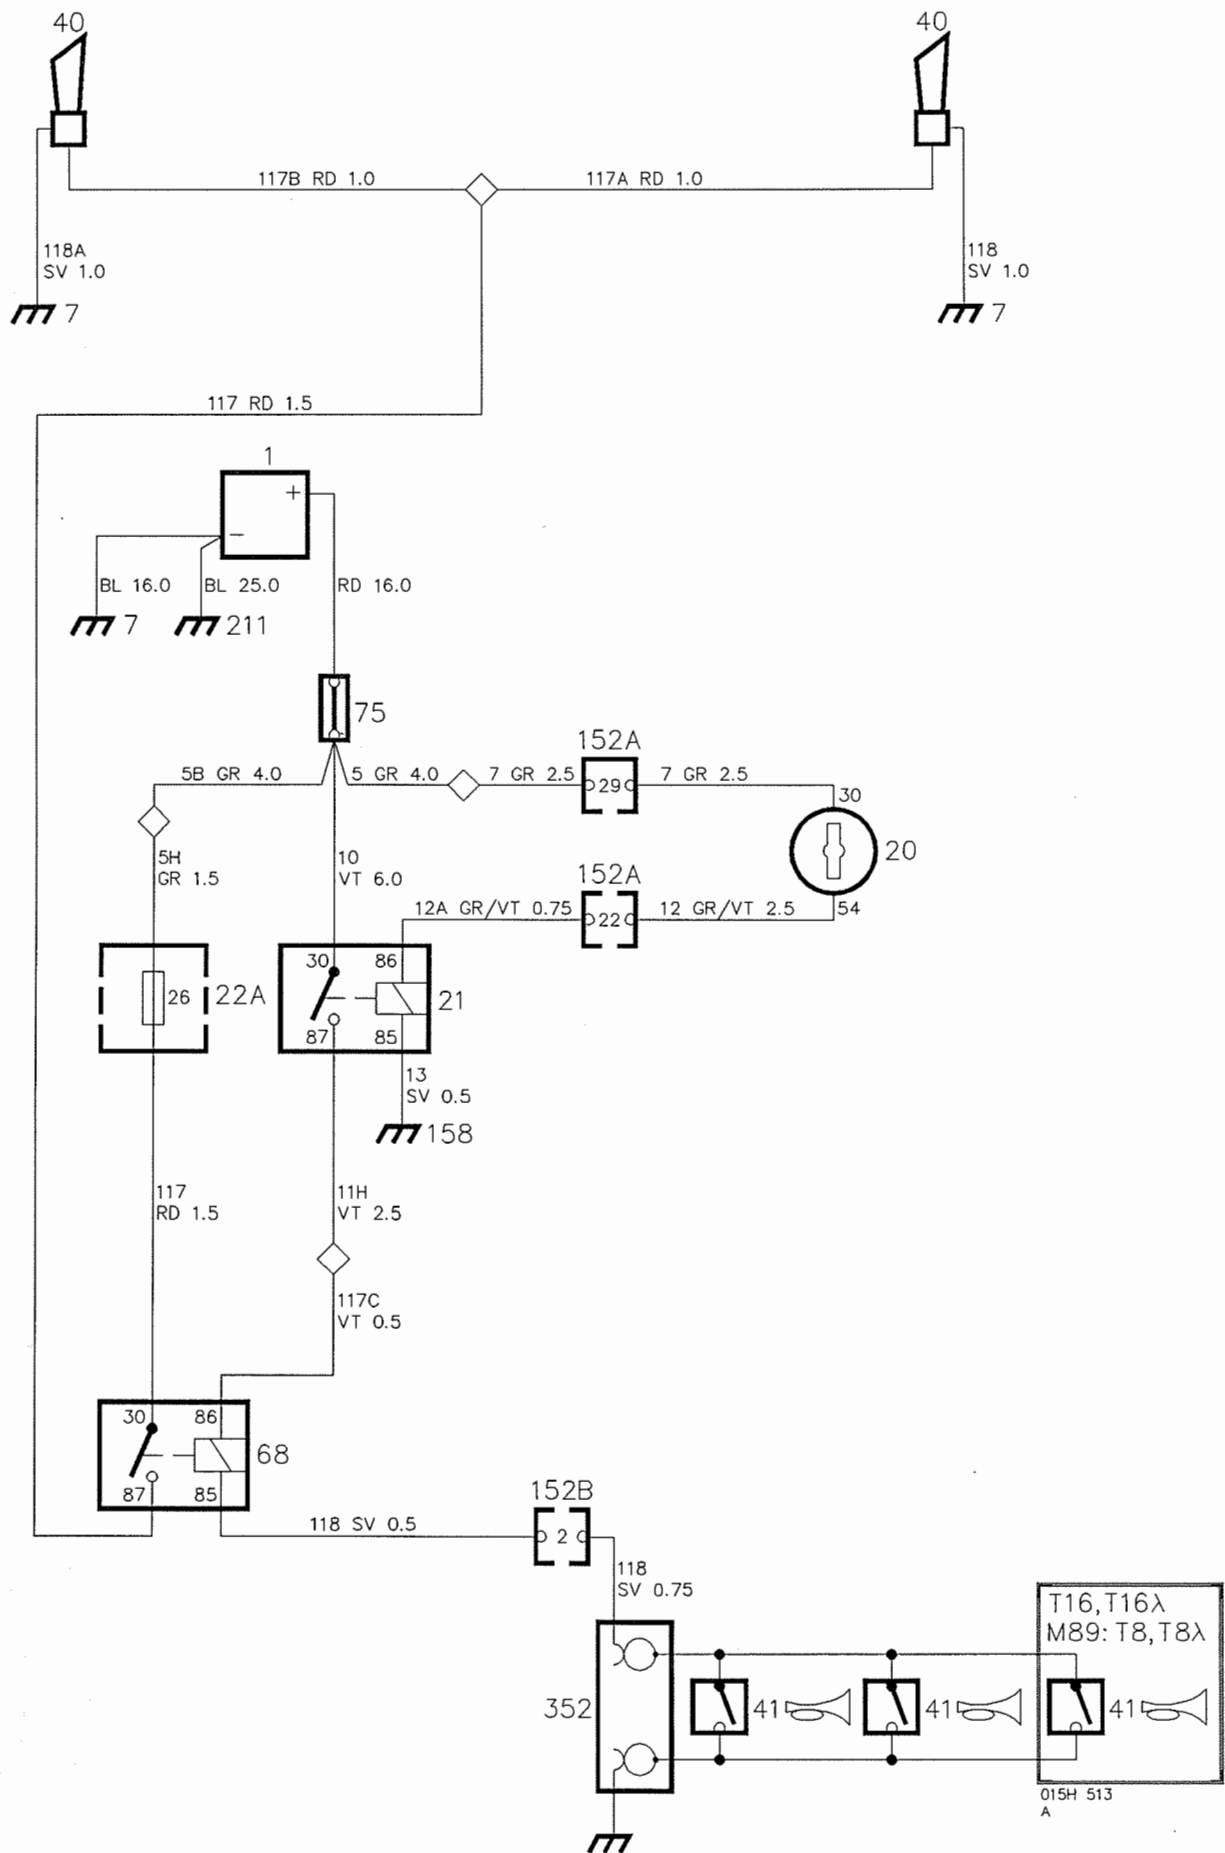 40
40
117B RD 1.0
117A RD 1.0
118A
SV 1.0
118
SV 1.0
7
7
117 RD 1.5
1
+
−
BL 16.0
BL 25.0
RD 16.0
7
211
75
152A
5B GR 4.0
5 GR 4.0
7 GR 2.5
29
7 GR 2.5
30
20
5H
GR 1.5
10
VT 6.0
152A
12A GR/VT 0.75
22
12 GR/VT 2.5
54
26
22A
30
86
21
87
85
13
SV 0.5
158
117
RD 1.5
11H
VT 2.5
117C
VT 0.5
30
86
68
87
85
152B
118 SV 0.5
2
118
SV 0.75
T16,T16λ
M89: T8,T8λ
352
41
41
41
015H 513
A